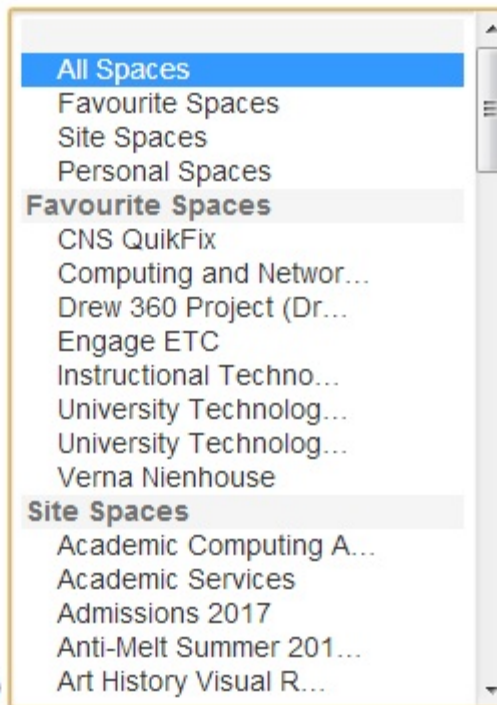 All Spaces
Favourite Spaces
Site Spaces
Personal Spaces
Favourite Spaces
CNS QuikFix
Computing and Networ...
Drew 360 Project (Dr...
Engage ETC
Instructional Techno...
University Technolog...
University Technolog...
Verna Nienhouse
Site Spaces
Academic Computing A...
Academic Services
Admissions 2017
Anti-Melt Summer 201...
Art History Visual R...